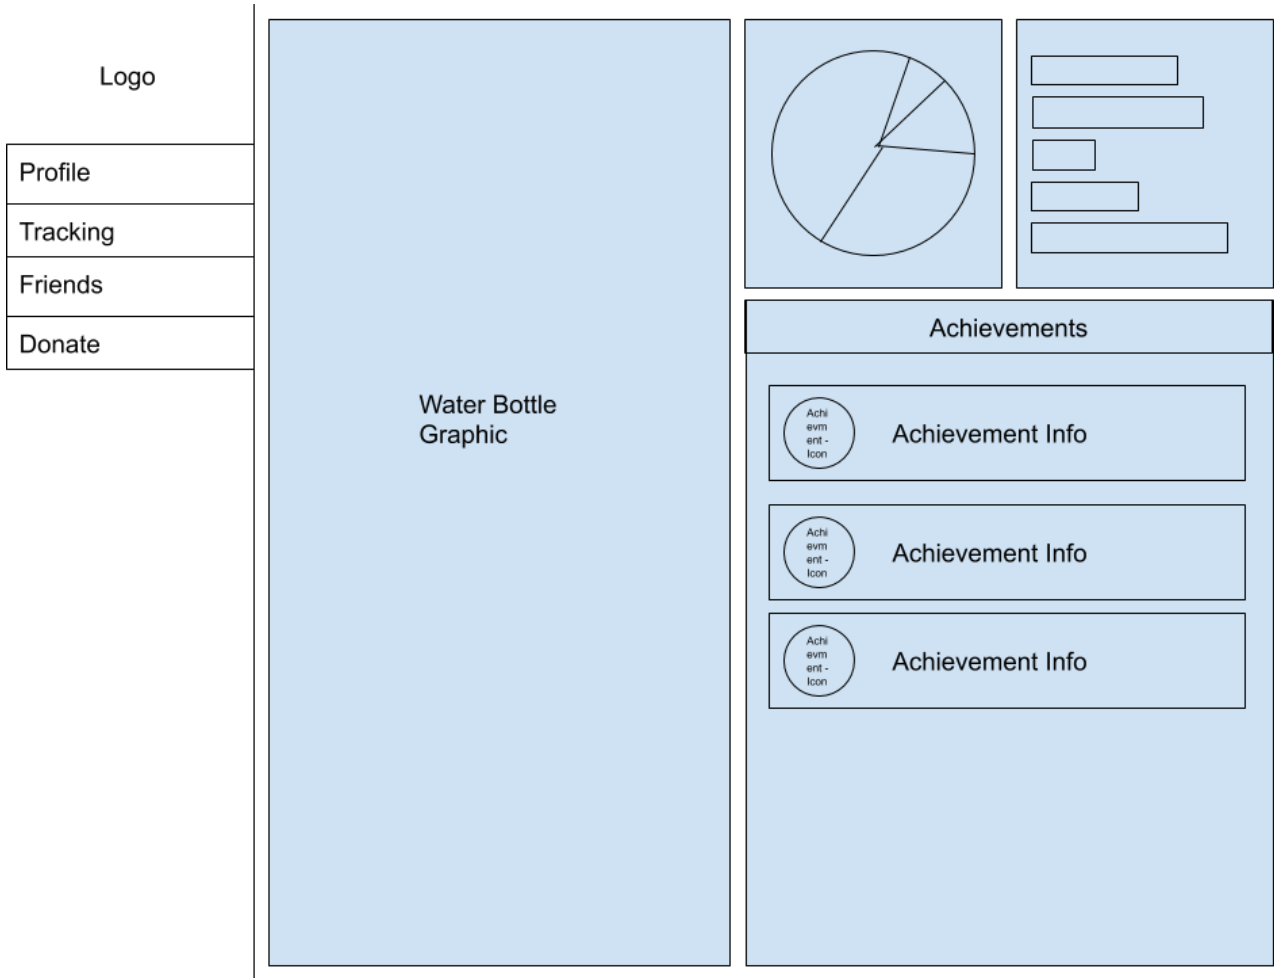 Logo
Profile
Tracking
Friends
Donate
Water Bottle
Graphic
Achievements
Achi
evm
ent -
Icon
Achievement Info
Achi
evm
ent -
Icon
Achievement Info
Achi
evm
ent -
Icon
Achievement Info